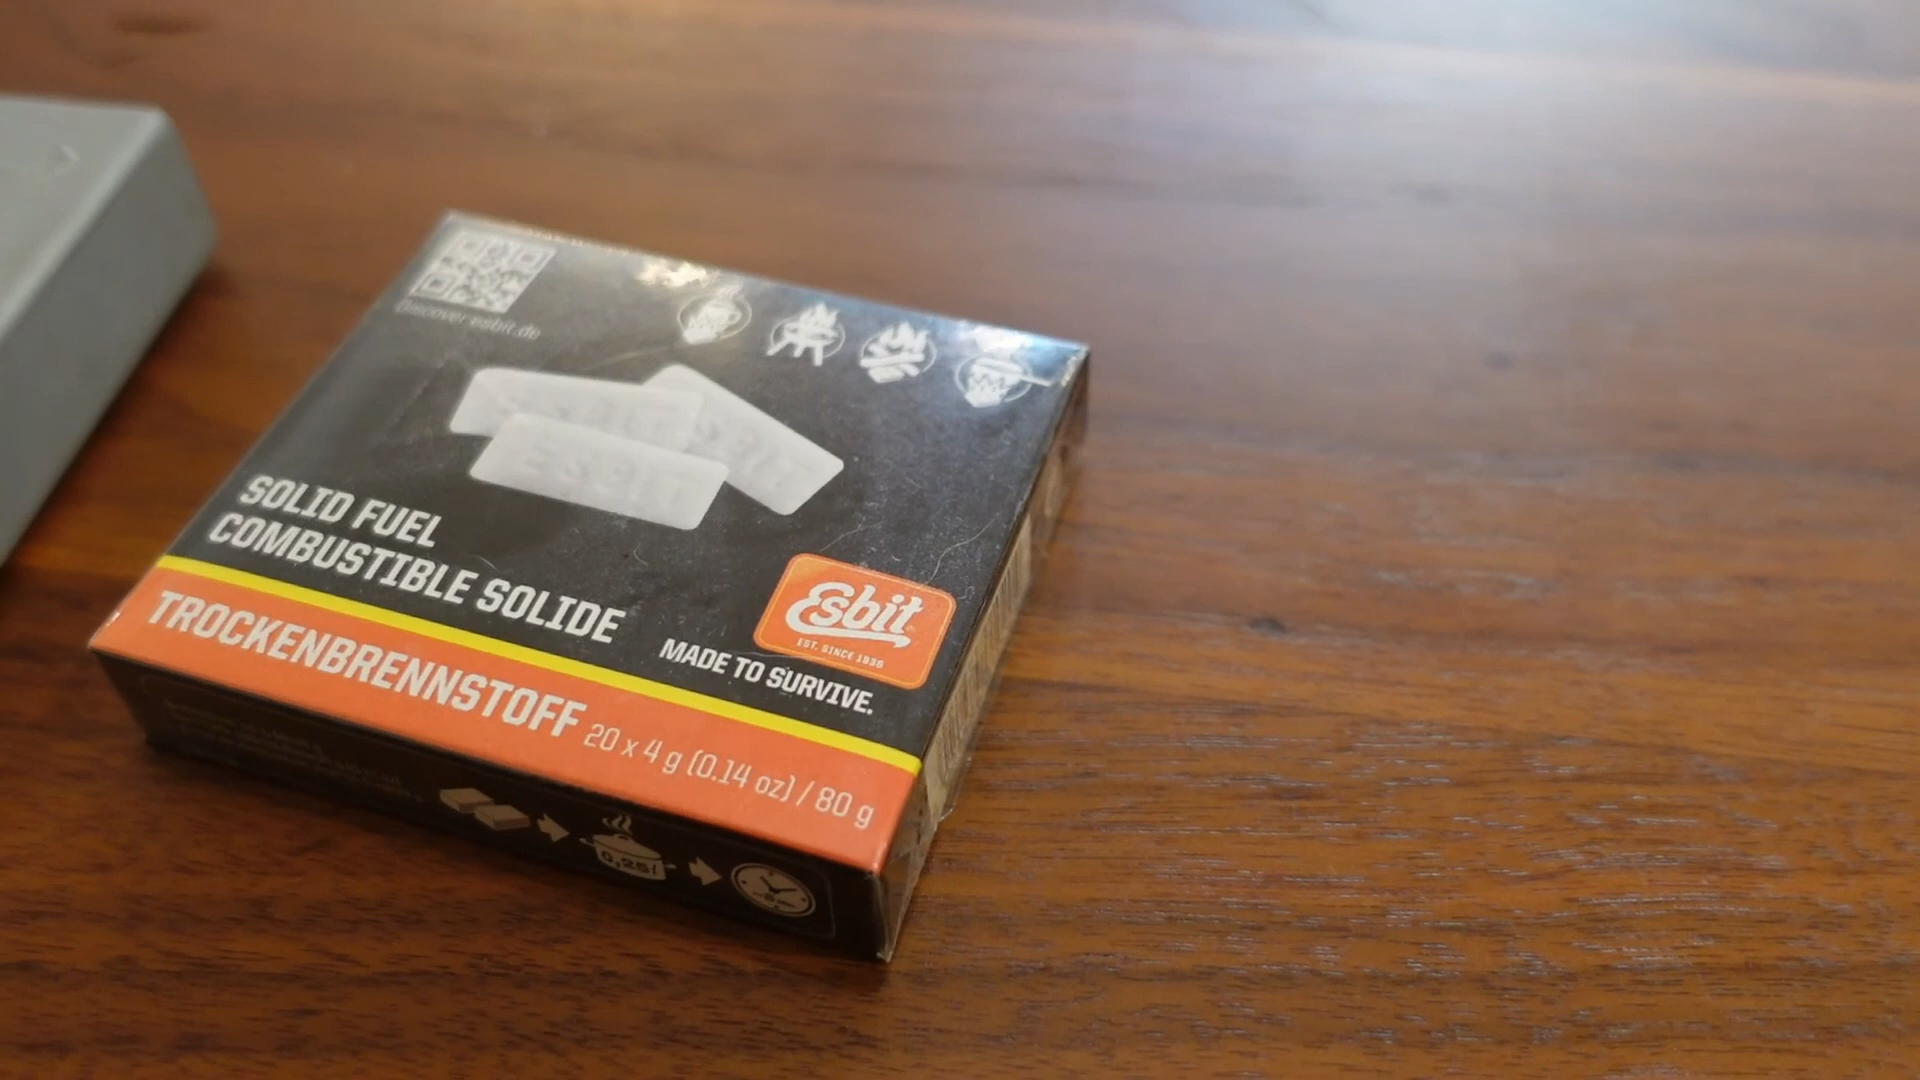 Discover esbit.de
SOLID FUEL
COMBUSTIBLE SOLIDE
Esbit
EST. SINCE 1936
MADE TO SURVIVE.
TROCKENBRENNSTOFF 20 x 4 g (0.14 oz) / 80 g
0,25l